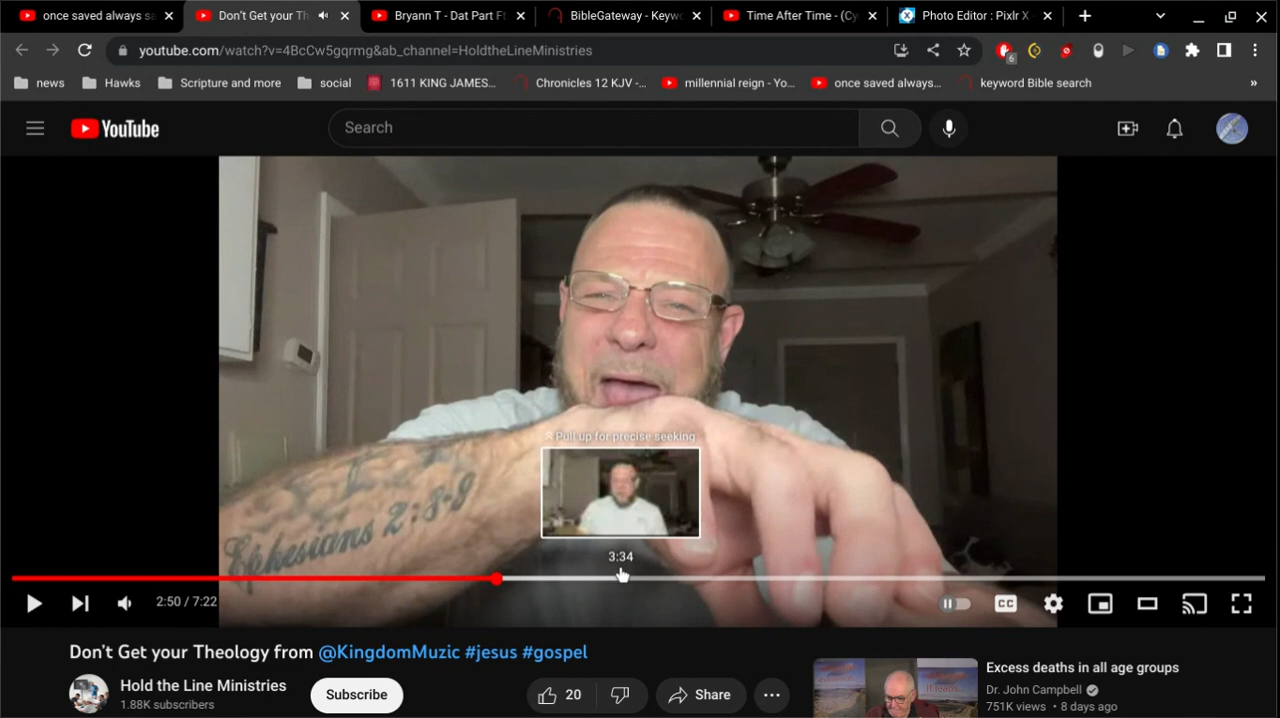 once saved always sa
Don't Get your Th
Bryann T - Dat Part Ft
BibleGateway - Keywo
Time After Time - (Cy
Photo Editor : Pixlr X -
youtube.com/watch?v=4BcCw5gqrmg&ab_channel=HoldtheLineMinistries
6
news
Hawks
Scripture and more
social
1611 KING JAMES...
Chronicles 12 KJV -...
millennial reign - Yo...
once saved always...
keyword Bible search
»
YouTube
Search
Ephesians 2:8-9
Pull up for precise seeking
3:34
2:50 / 7:22
CC
Don't Get your Theology from @KingdomMuzic #jesus #gospel
Hold the Line Ministries
1.88K subscribers
Subscribe
20
Share
Excess deaths in all age groups
Dr. John Campbell
751K views • 8 days ago